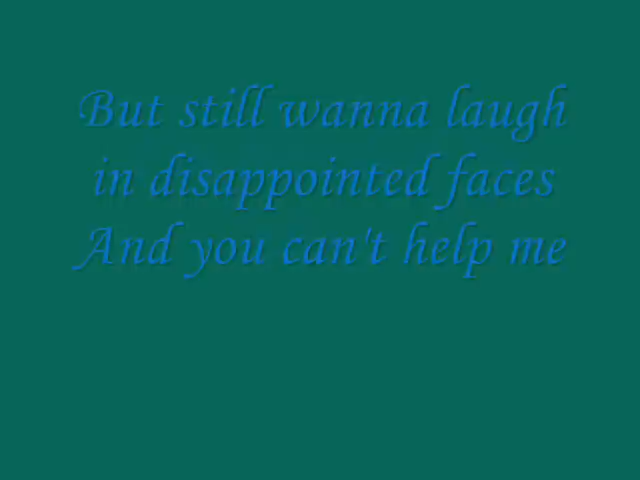 But still wanna laugh
in disappointed faces
And you can't help me